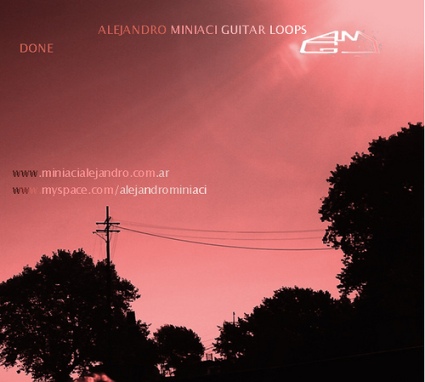 ALEJANDRO MINIACI GUITAR LOOPS
DONE
www.miniacialejandro.com.ar
www.myspace.com/alejandrominiaci